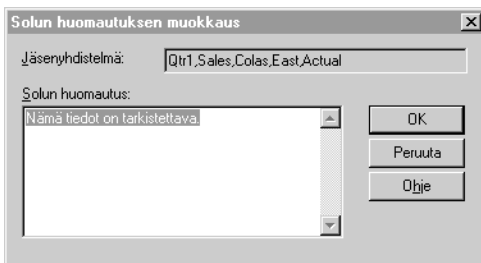 Solun huomautuksen muokkaus
Jäsenyhdistelmä: Qtr1,Sales,Colas,East,Actual
Solun huomautus:
Nämä tiedot on tarkistettava.
OK
Peruuta
Ohje